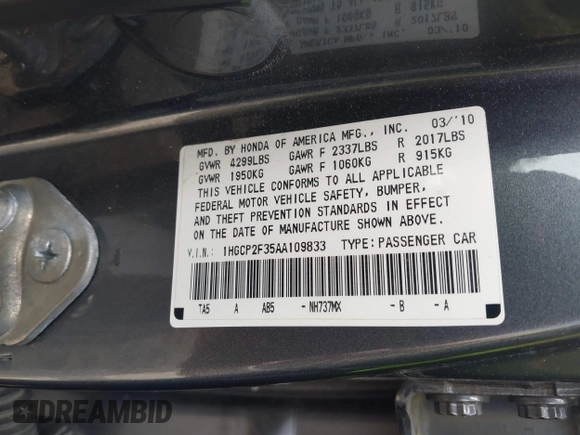 MFD. BY HONDA OF AMERICA MFG., INC. 03/'10
GVWR 4299LBS GAWR F 2337LBS R 2017LBS
GVWR 1950KG GAWR F 1060KG R 915KG
THIS VEHICLE CONFORMS TO ALL APPLICABLE
FEDERAL MOTOR VEHICLE SAFETY, BUMPER,
AND THEFT PREVENTION STANDARDS IN EFFECT
ON THE DATE OF MANUFACTURE SHOWN ABOVE.
V.I.N.: 1HGCP2F35AA109833 TYPE: PASSENGER CAR
TA5 A AB5 -NH737MX -B -A
DREAMBID